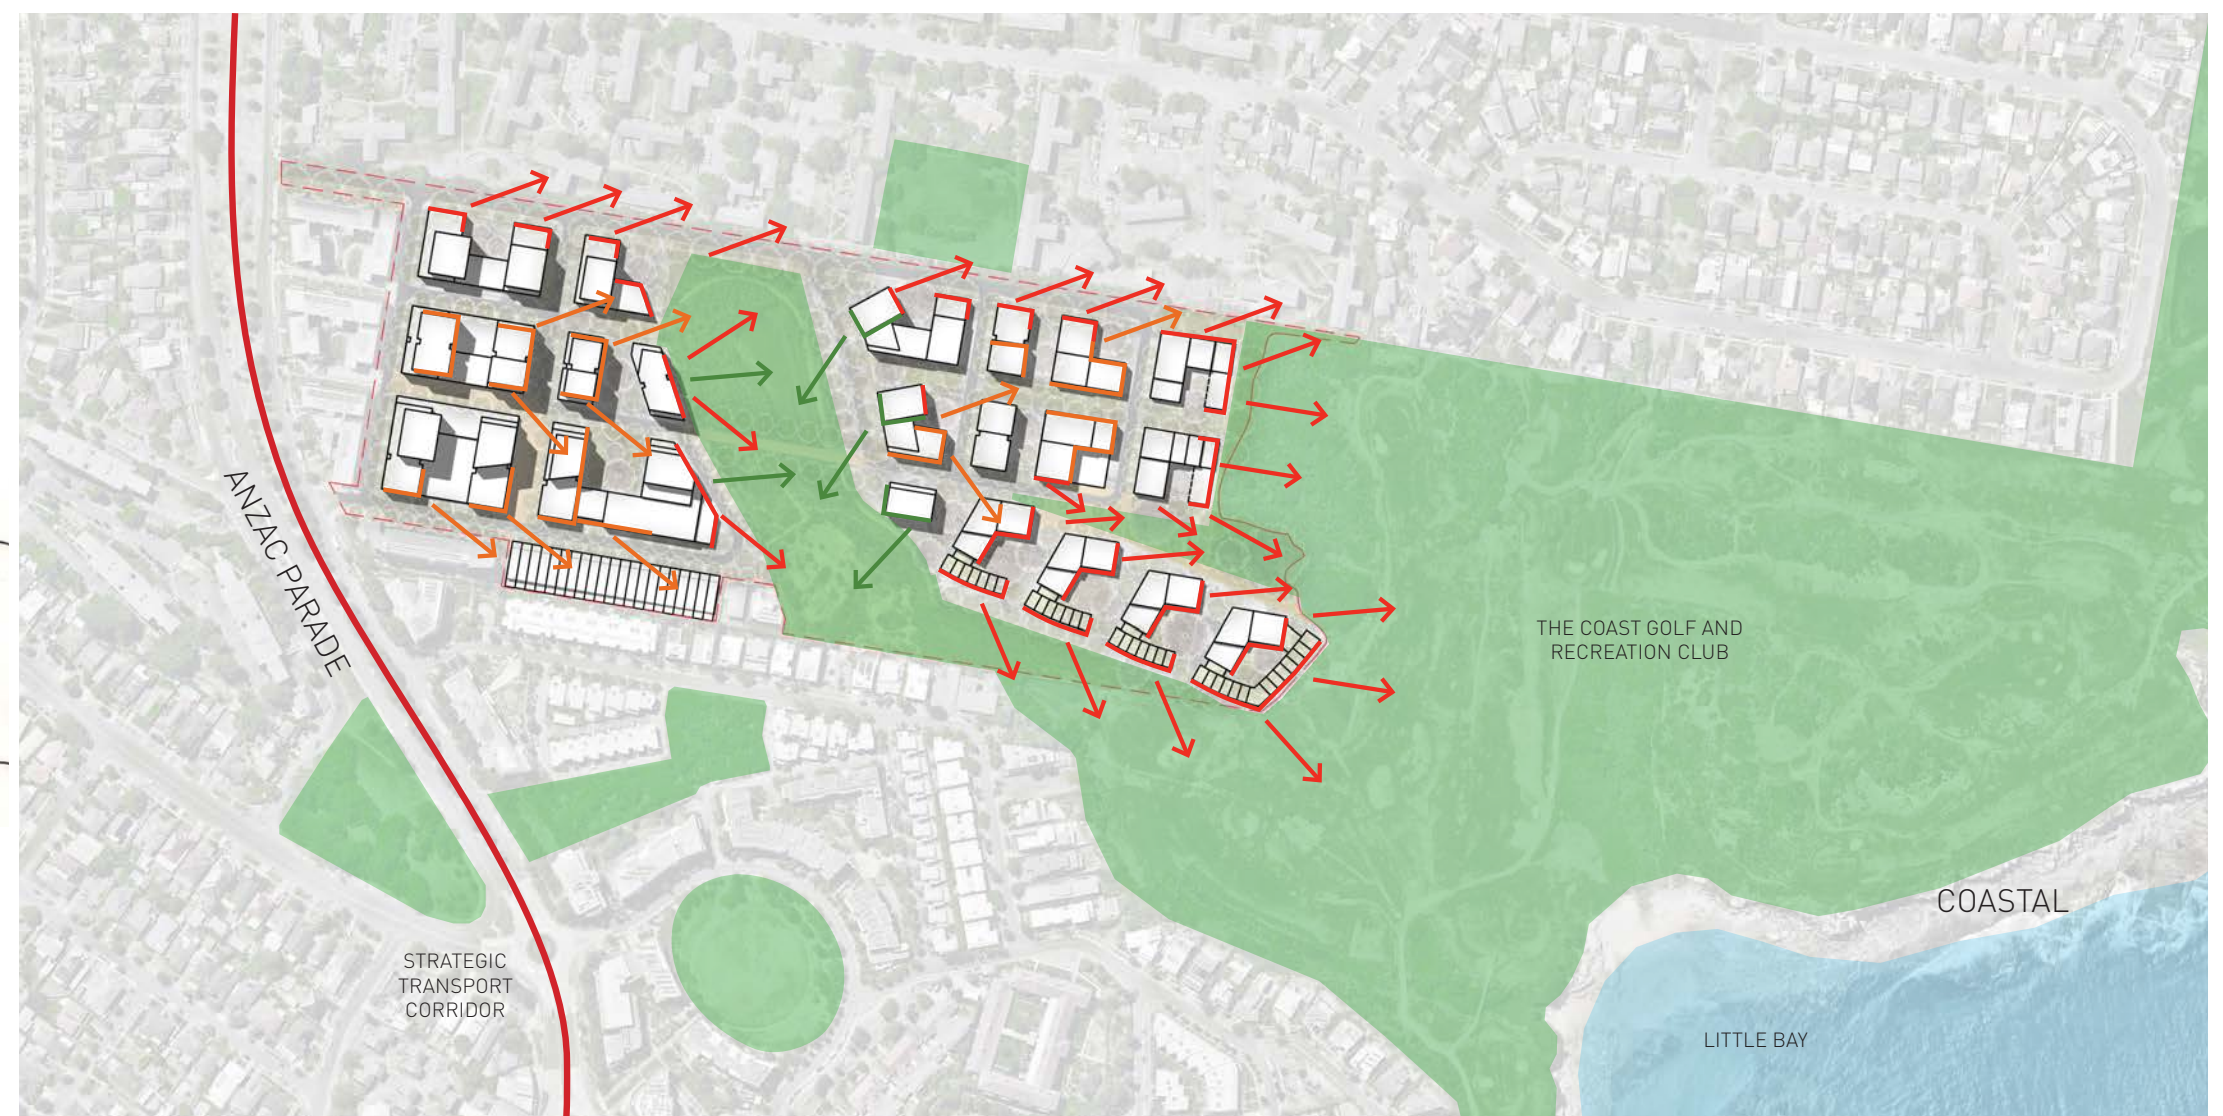 ANZAC PARADE
THE COAST GOLF AND
RECREATION CLUB
COASTAL
STRATEGIC
TRANSPORT
CORRIDOR
LITTLE BAY